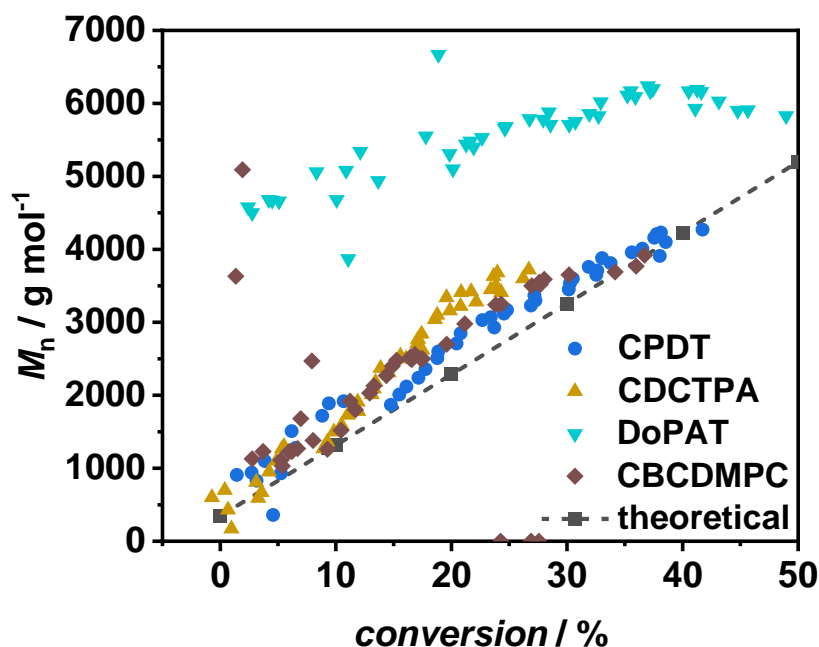 7000
6000
5000
4000
3000
2000
1000
0
Mn / g mol-1
CPDT
CDCTPA
DoPAT
CBCDMPC
theoretical
0 10 20 30 40 50
conversion / %